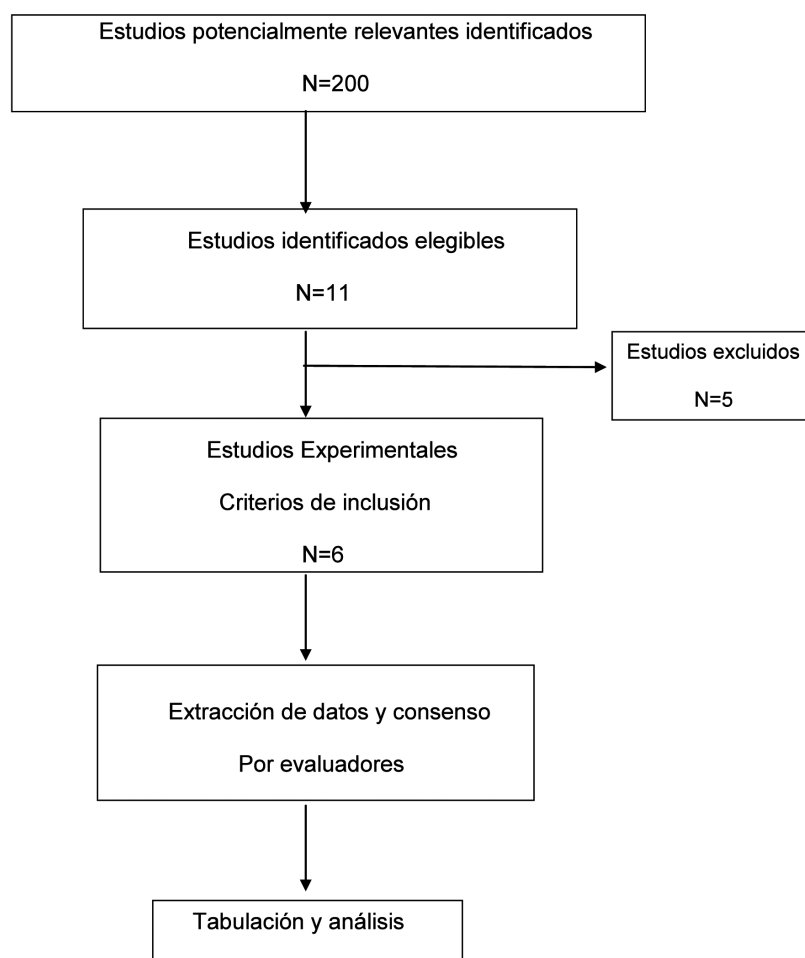 Estudios potencialmente relevantes identificados
N=200
Estudios identificados elegibles
N=11
Estudios excluidos
N=5
Estudios Experimentales
Criterios de inclusión
N=6
Extracción de datos y consenso
Por evaluadores
Tabulación y análisis